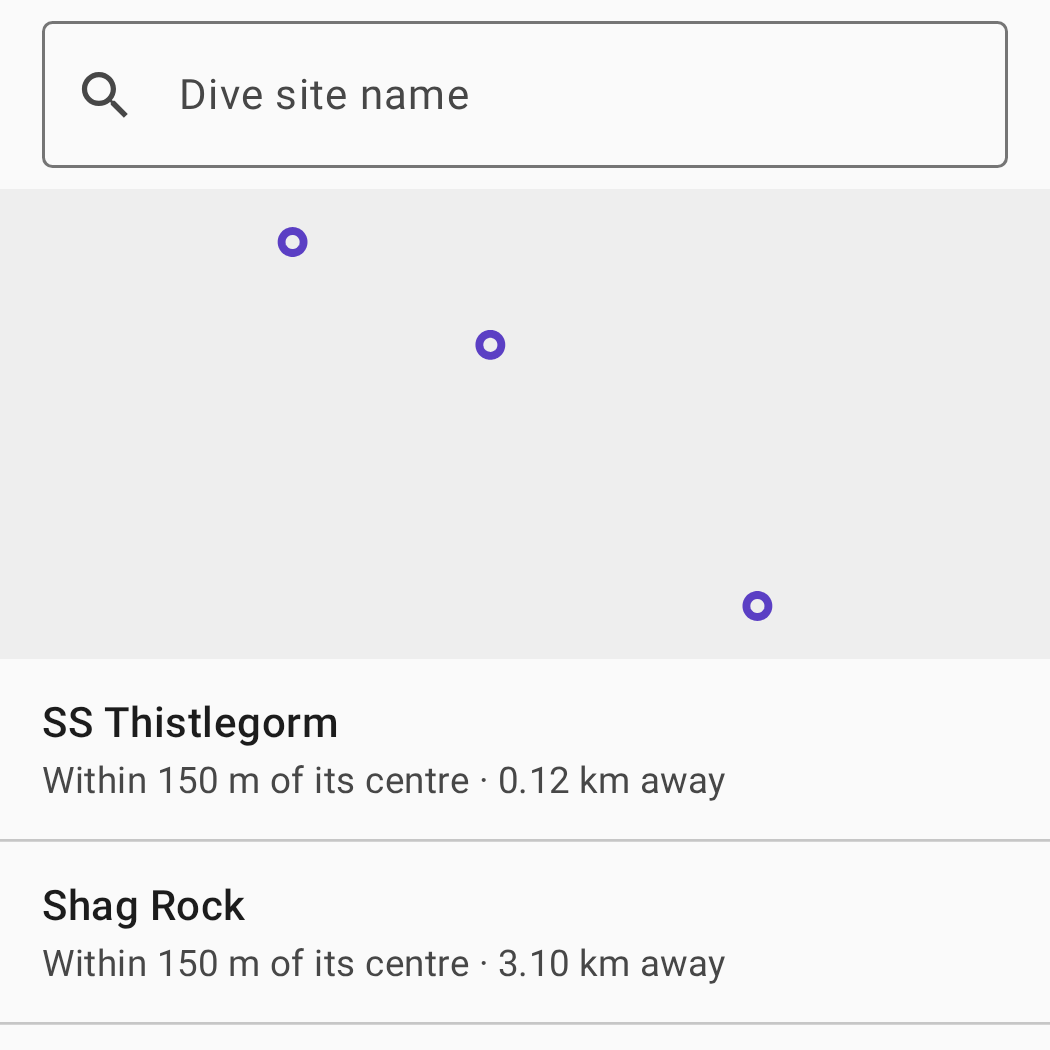 Dive site name
SS Thistlegorm
Within 150 m of its centre · 0.12 km away
Shag Rock
Within 150 m of its centre · 3.10 km away